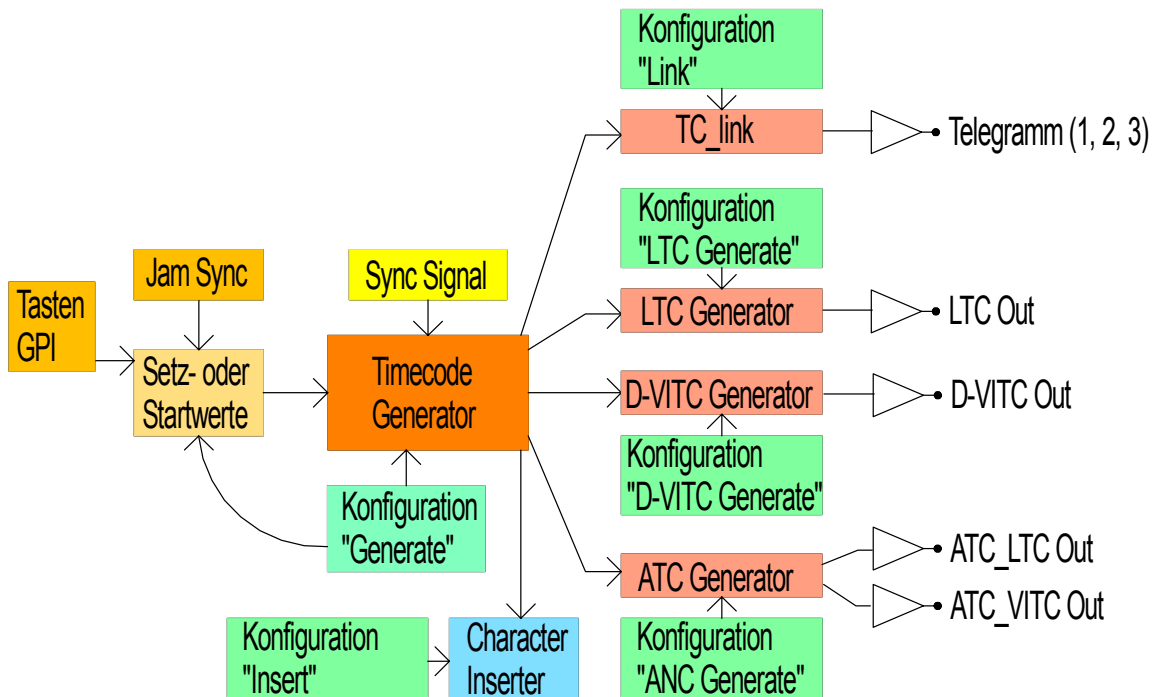 Konfiguration
"Link"
TC_link
Telegramm (1, 2, 3)
Konfiguration
"LTC Generate"
Jam Sync
Sync Signal
LTC Generator
LTC Out
Tasten
GPI
Setz- oder
Startwerte
Timecode
Generator
D-VITC Generator
D-VITC Out
Konfiguration
"D-VITC Generate"
Konfiguration
"Generate"
ATC Generator
ATC_LTC Out
ATC_VITC Out
Konfiguration
"Insert"
Character
Inserter
Konfiguration
"ANC Generate"